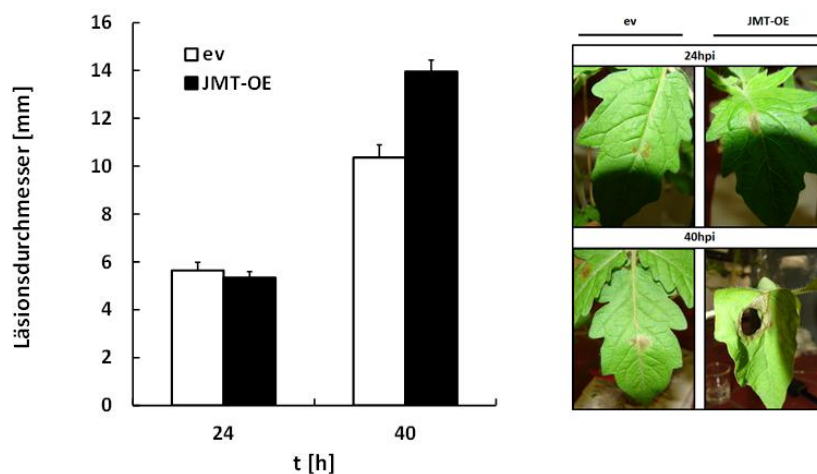 16
14
12
10
8
6
4
2
0
Läsionsdurchmesser [mm]
ev
JMT-OE
24
40
t [h]
ev
JMT-OE
24hpi
40hpi